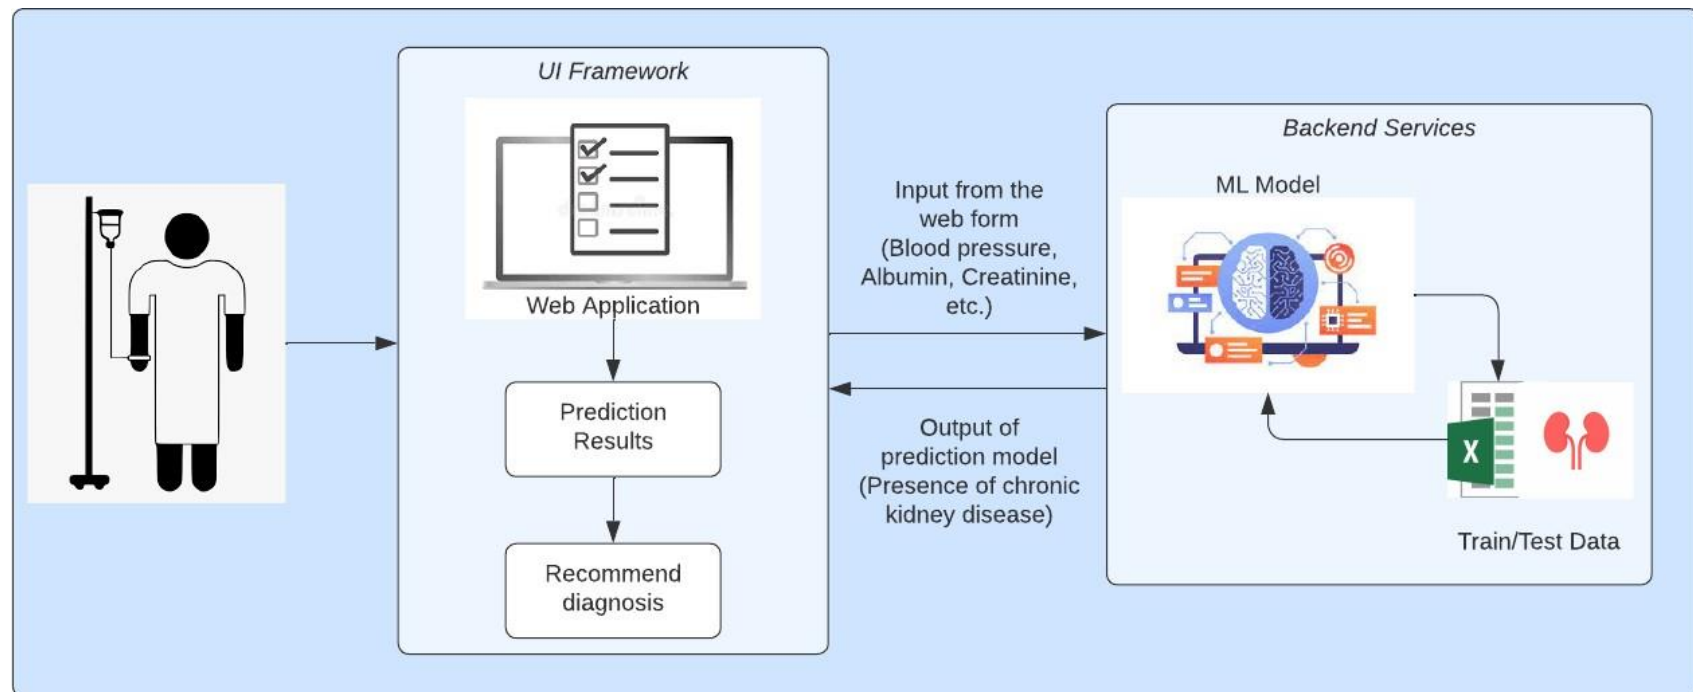 UI Framework
Web Application
Prediction
Results
Recommend
diagnosis
Input from the
web form
(Blood pressure,
Albumin, Creatinine,
etc.)
Output of
prediction model
(Presence of chronic
kidney disease)
Backend Services
ML Model
X
Train/Test Data